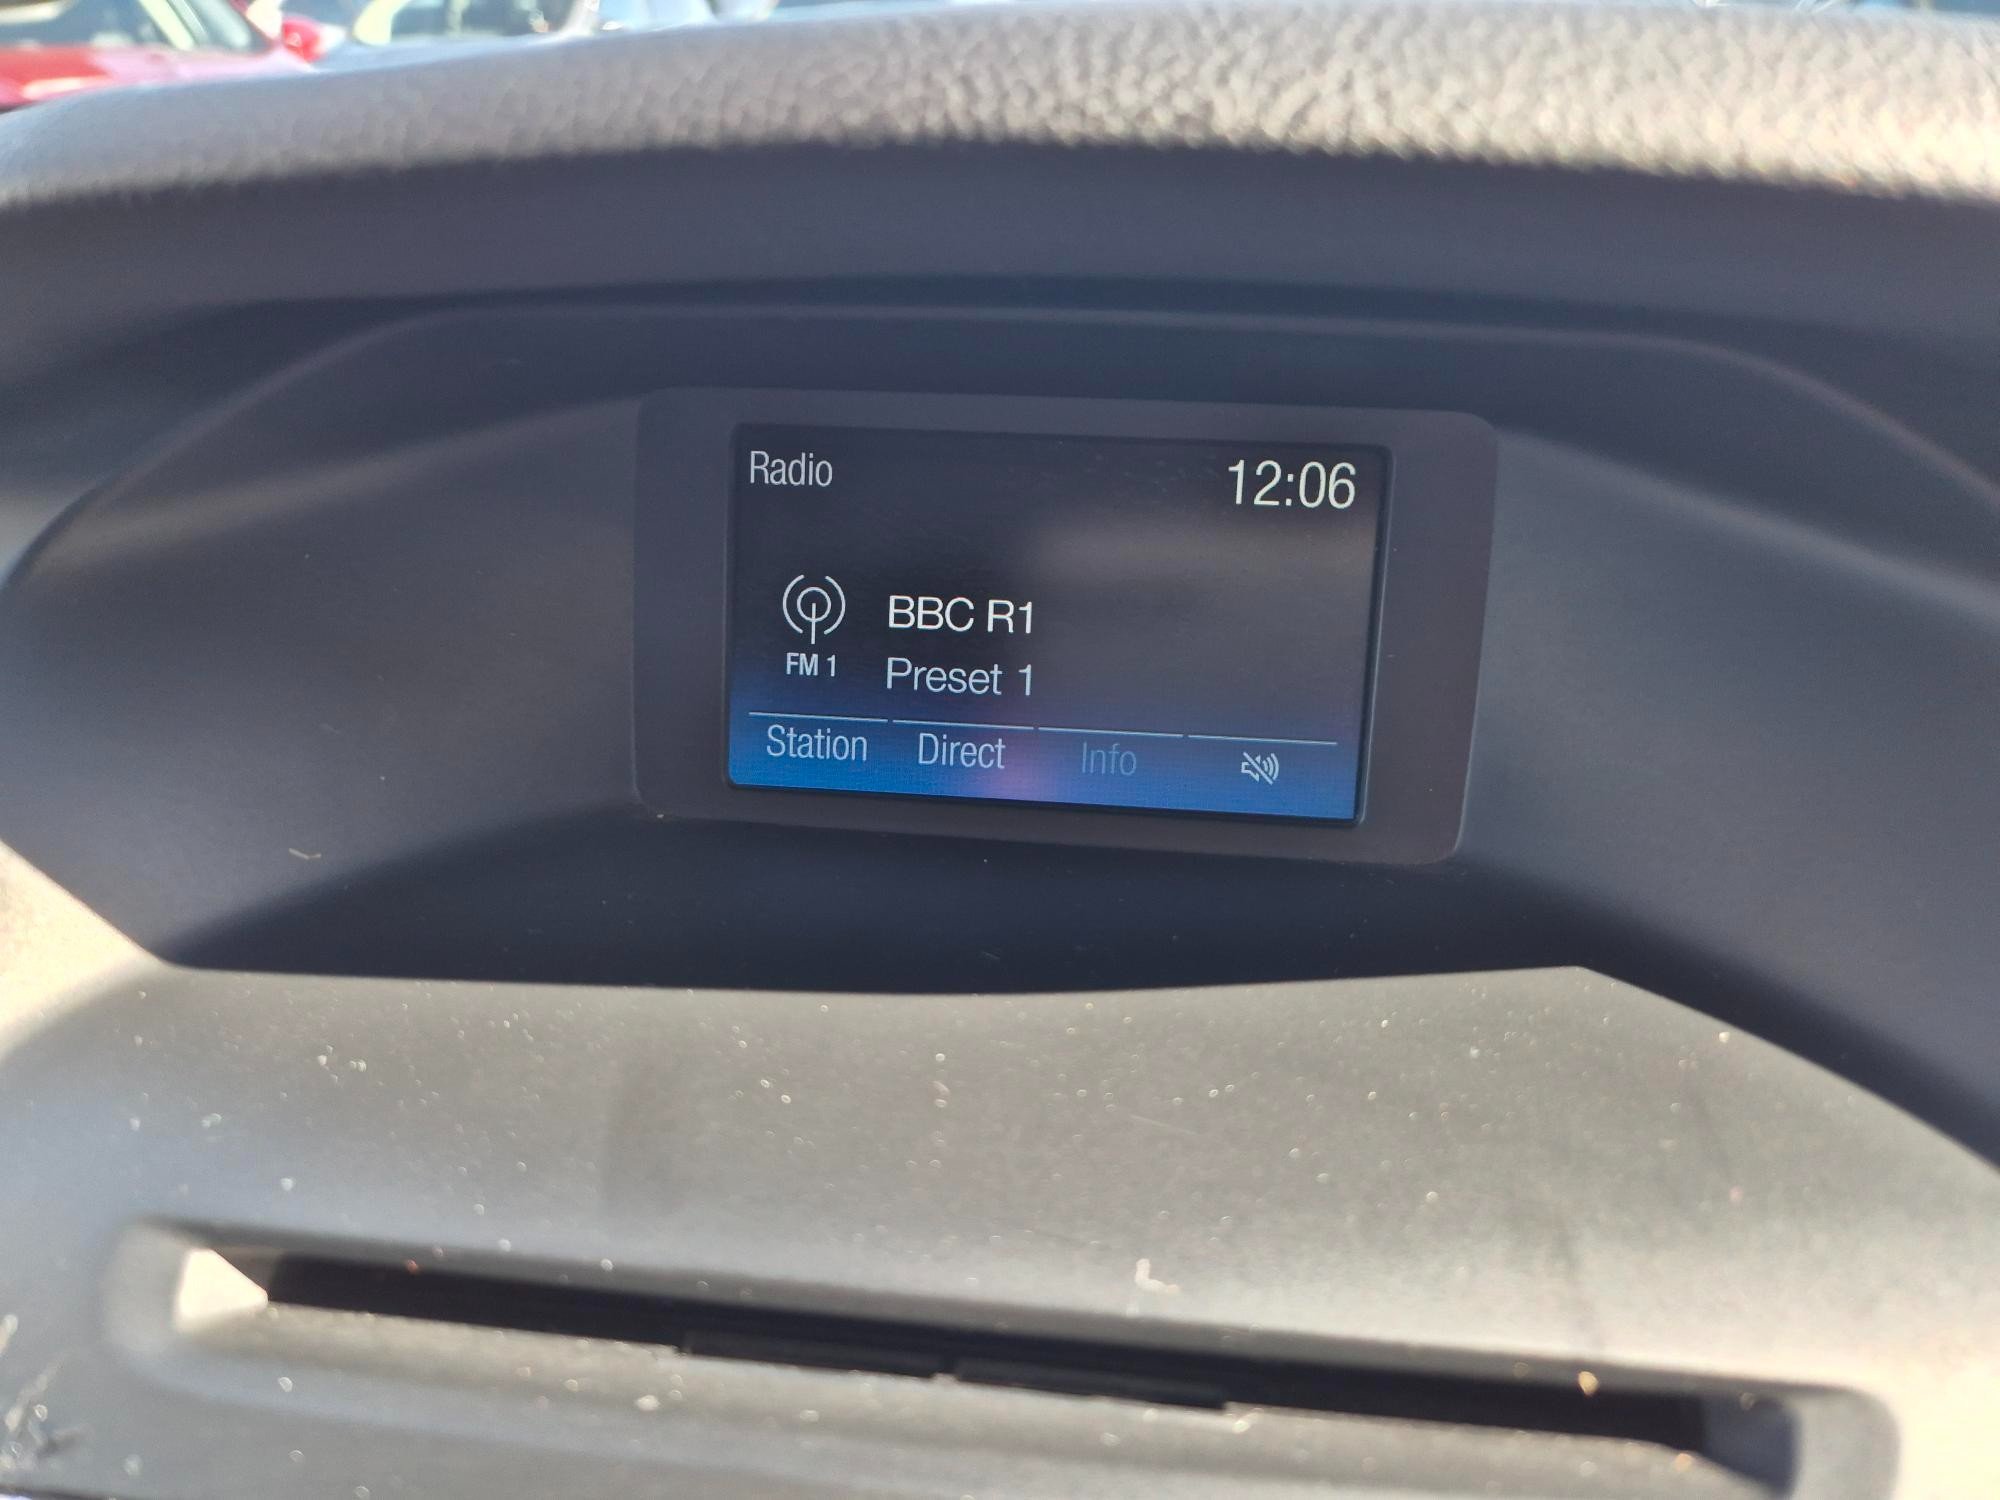 Radio 12:06
BBC R1
FM 1 Preset 1
Station Direct Info